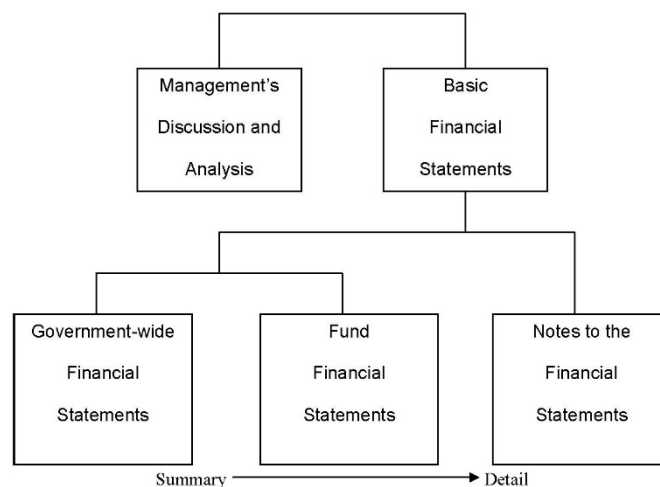 Management's
Discussion and
Analysis
Basic
Financial
Statements
Government-wide
Financial
Statements
Fund
Financial
Statements
Notes to the
Financial
Statements
Summary
Detail